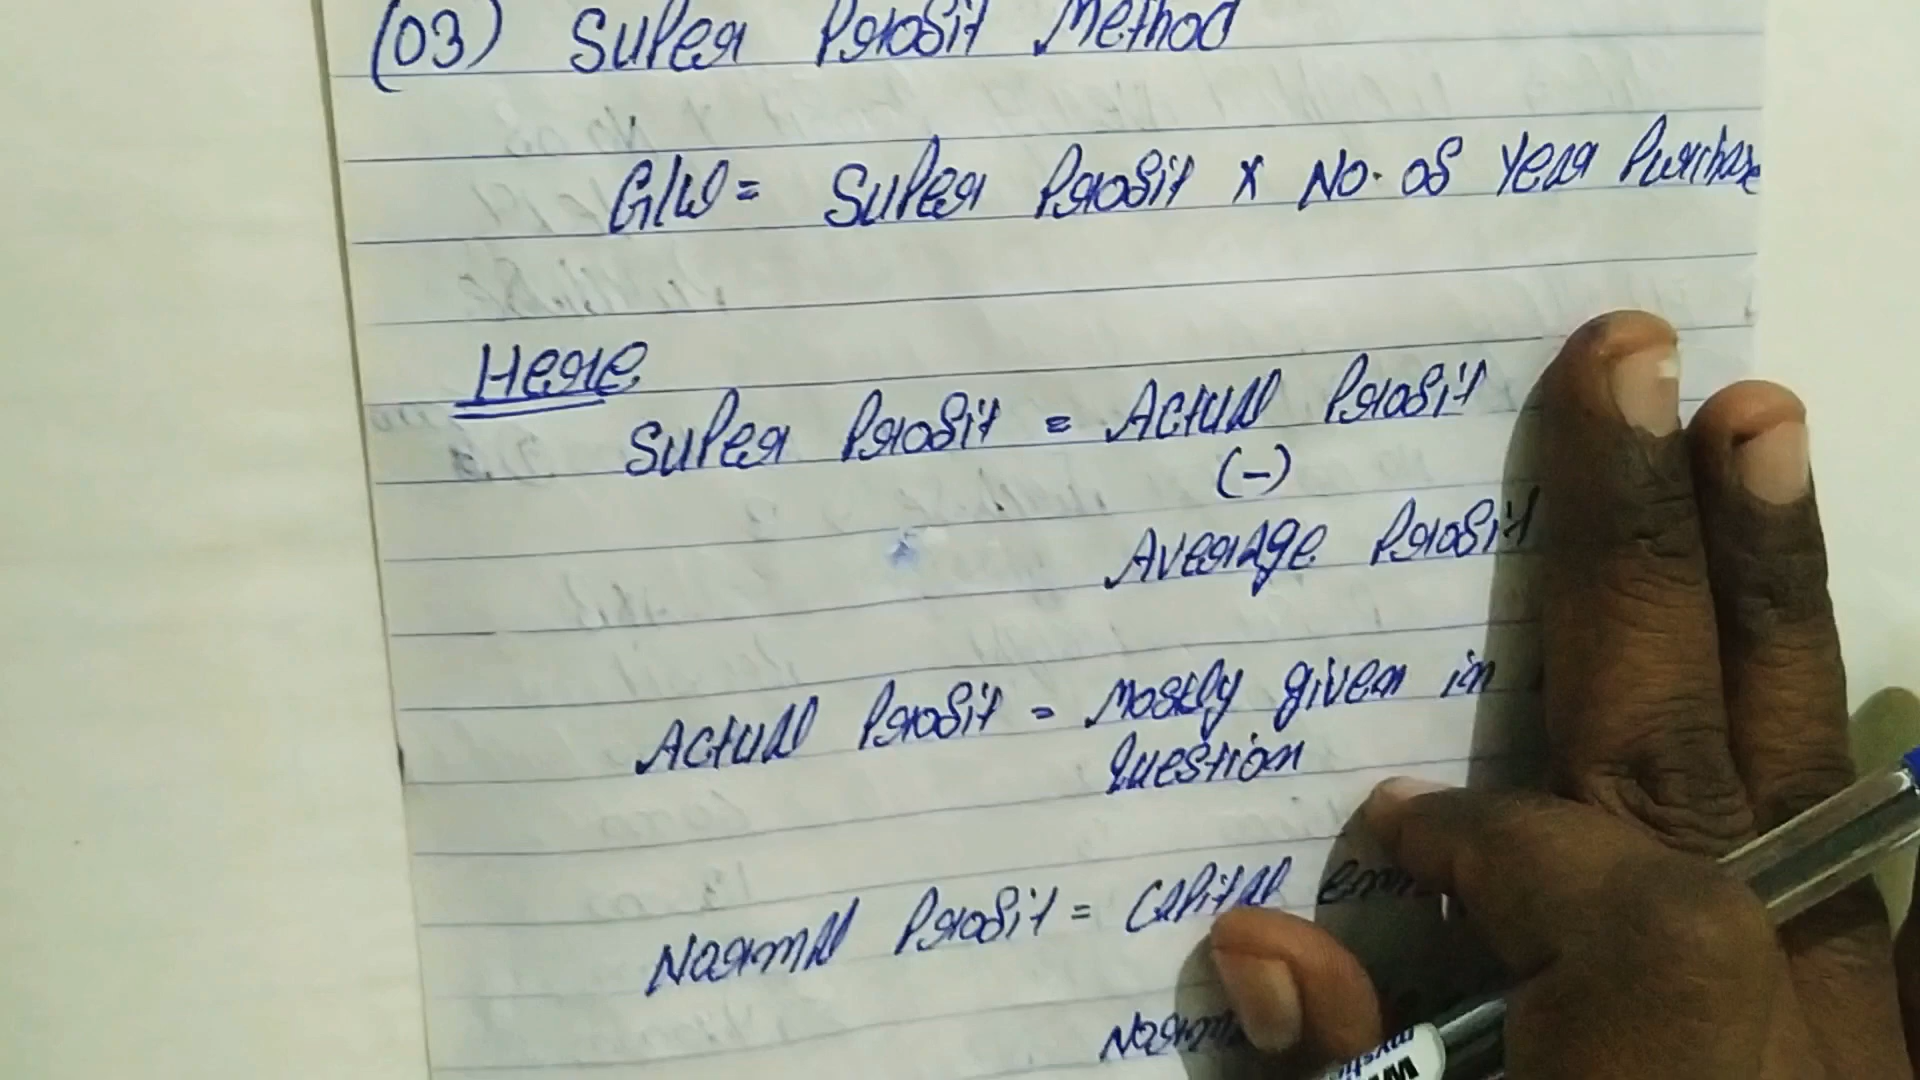 (03) Super Profit Method
G/W = Super Profit x No. of Year Purchase
Here
Super Profit = Actual Profit
(-)
Average Profit
Actual Profit = Mostly given in
Question
Normal Profit = Capital